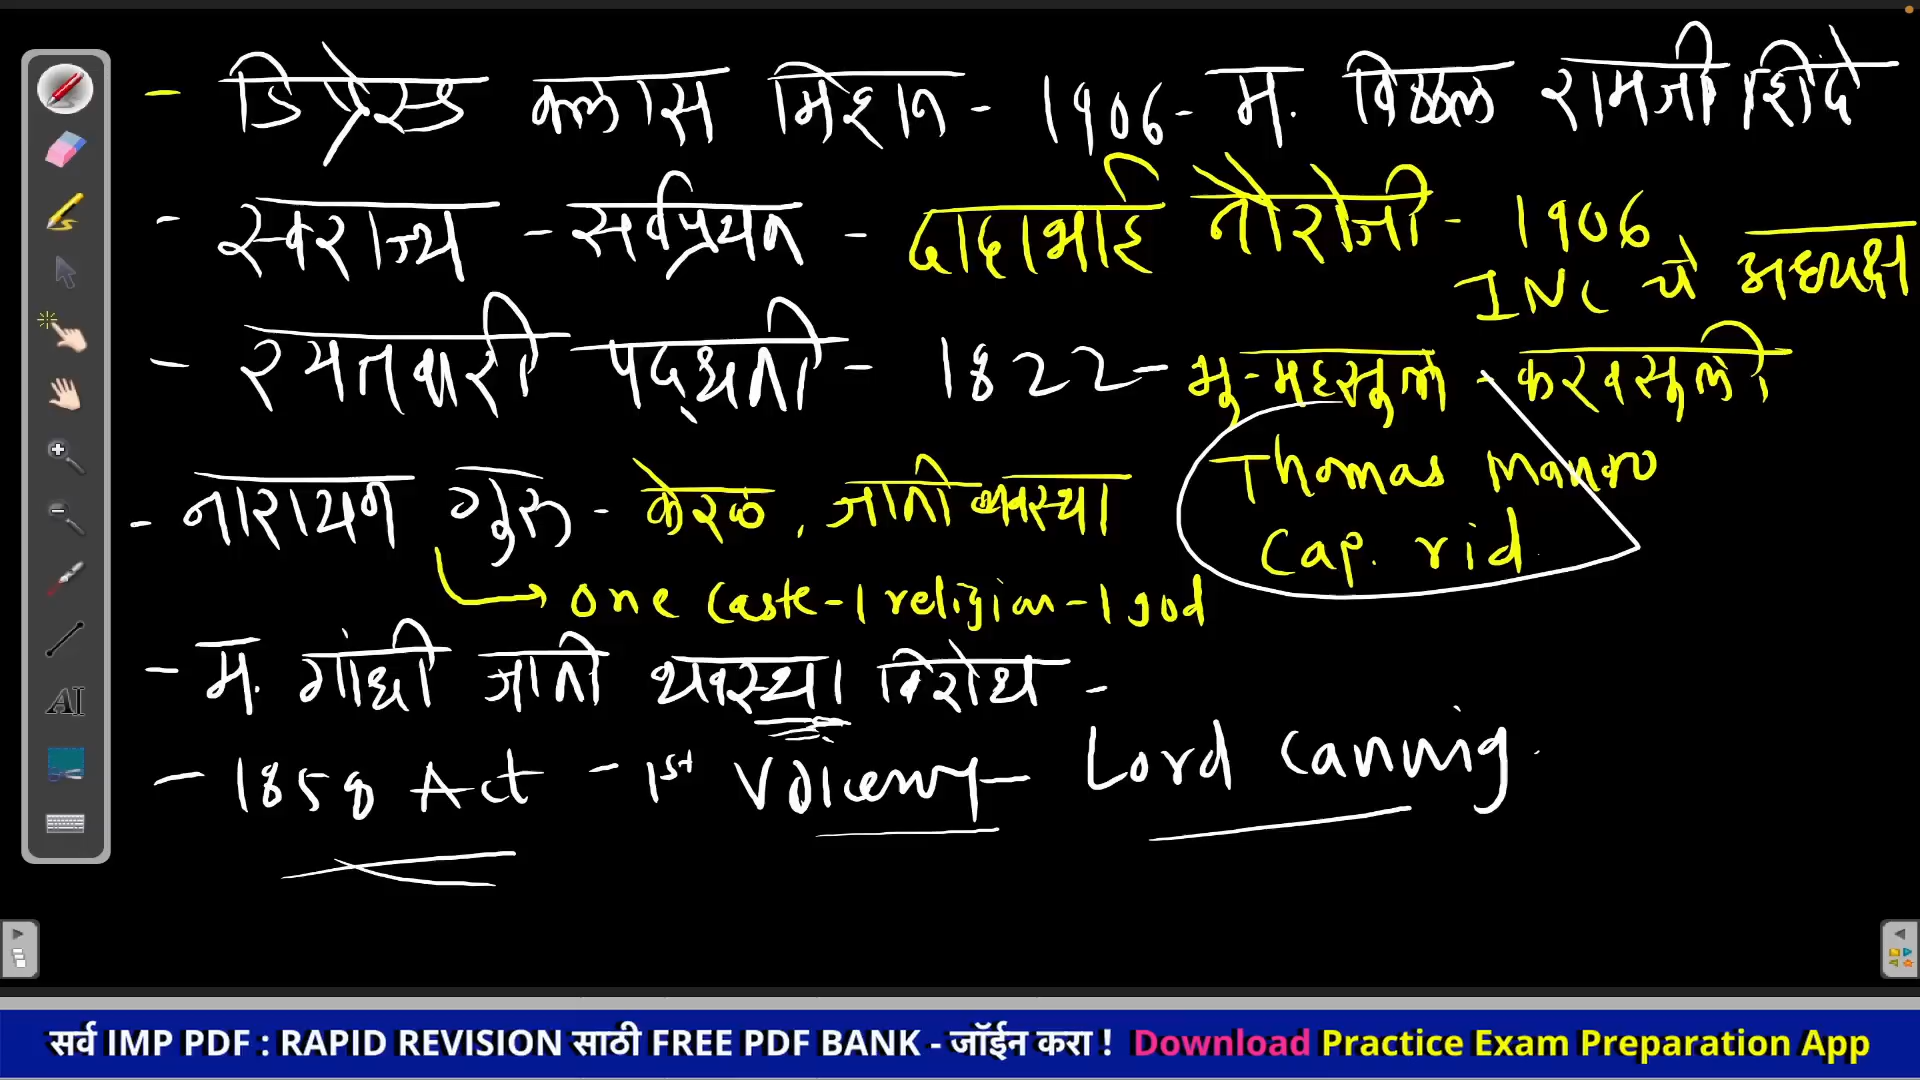 - डिप्रेस्ड क्लास मिशन - 1906 - म. विठ्ठल रामजी शिंदे
- स्वराज्य - सर्वप्रथम - दादाभाई नौरोजी - 1906
INC चे अध्यक्ष
- रयतवारी पद्धती - 1822 - भू-महसूल - करवसूली
Thomas Manro
Cap. rid
- नारायण गुरु - केरळ, जाती व्यवस्था
one caste - 1 religion - 1 god
- म. गांधी जाती व्यवस्था विरोध -
- 1858 Act - 1st Voiceroy - Lord Canning
सर्व IMP PDF : RAPID REVISION साठी FREE PDF BANK - जॉईन करा ! Download Practice Exam Preparation App